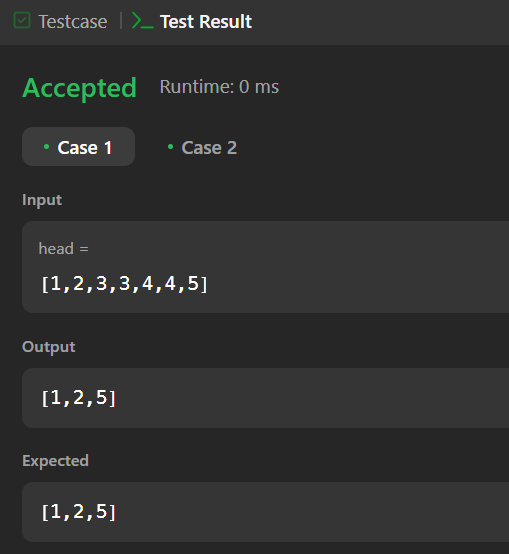 Testcase | Test Result
Accepted Runtime: 0 ms
Case 1 Case 2
Input
head =
[1,2,3,3,4,4,5]
Output
[1,2,5]
Expected
[1,2,5]